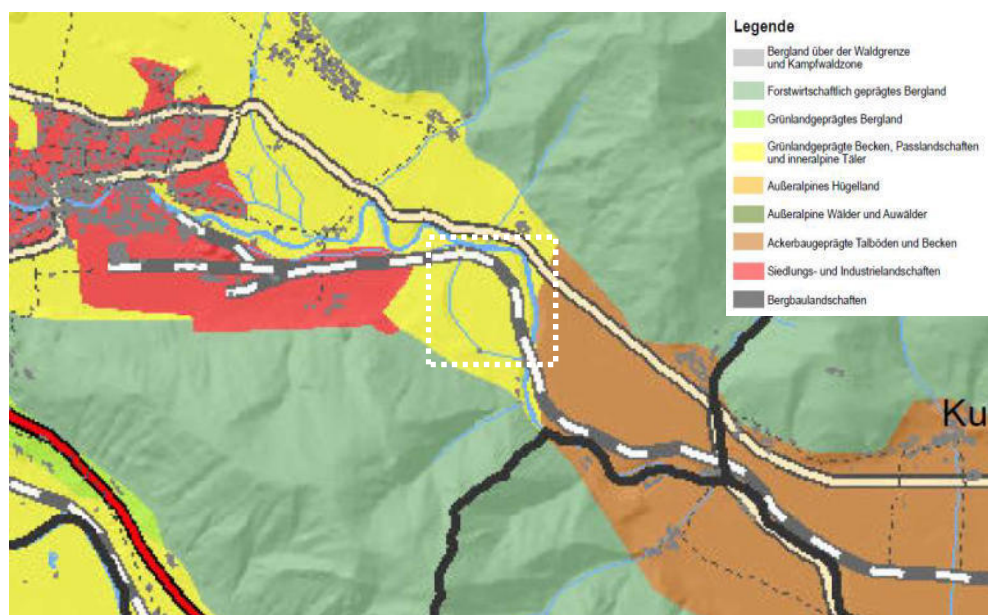 Legende
Bergland über der Waldgrenze
und Kampfwaldzone
Forstwirtschaftlich geprägtes Bergland
Grünlandgeprägtes Bergland
Grünlandgeprägte Becken, Passlandschaften
und inneralpine Täler
Außeralpines Hügelland
Außeralpine Wälder und Auwälder
Ackerbaugeprägte Talböden und Becken
Siedlungs- und Industrielandschaften
Bergbaulandschaften
Ku